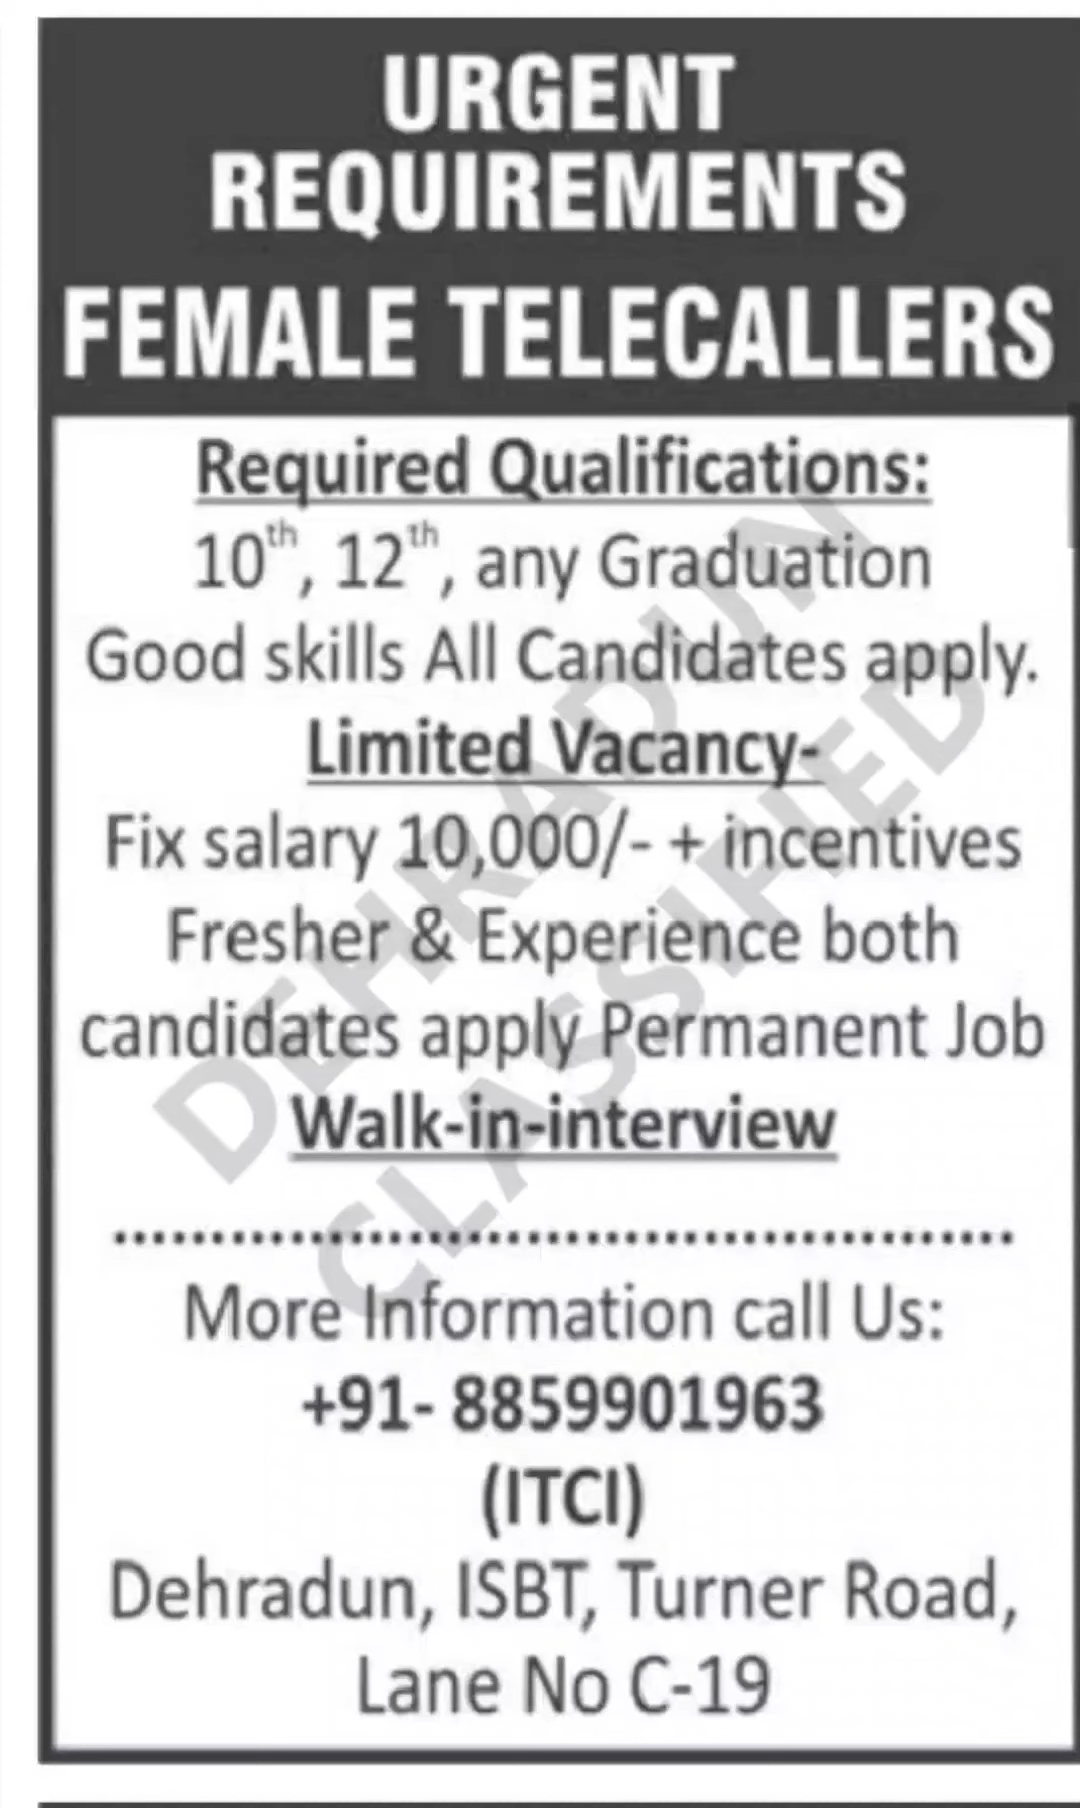 URGENT
REQUIREMENTS
FEMALE TELECALLERS
Required Qualifications:
10th, 12th, any Graduation
Good skills All Candidates apply.
Limited Vacancy-
Fix salary 10,000/- + incentives
Fresher & Experience both
candidates apply Permanent Job
Walk-in-interview
................................................
More Information call Us:
+91- 8859901963
(ITCI)
Dehradun, ISBT, Turner Road,
Lane No C-19
DEHRADUN
CLASSIFIED